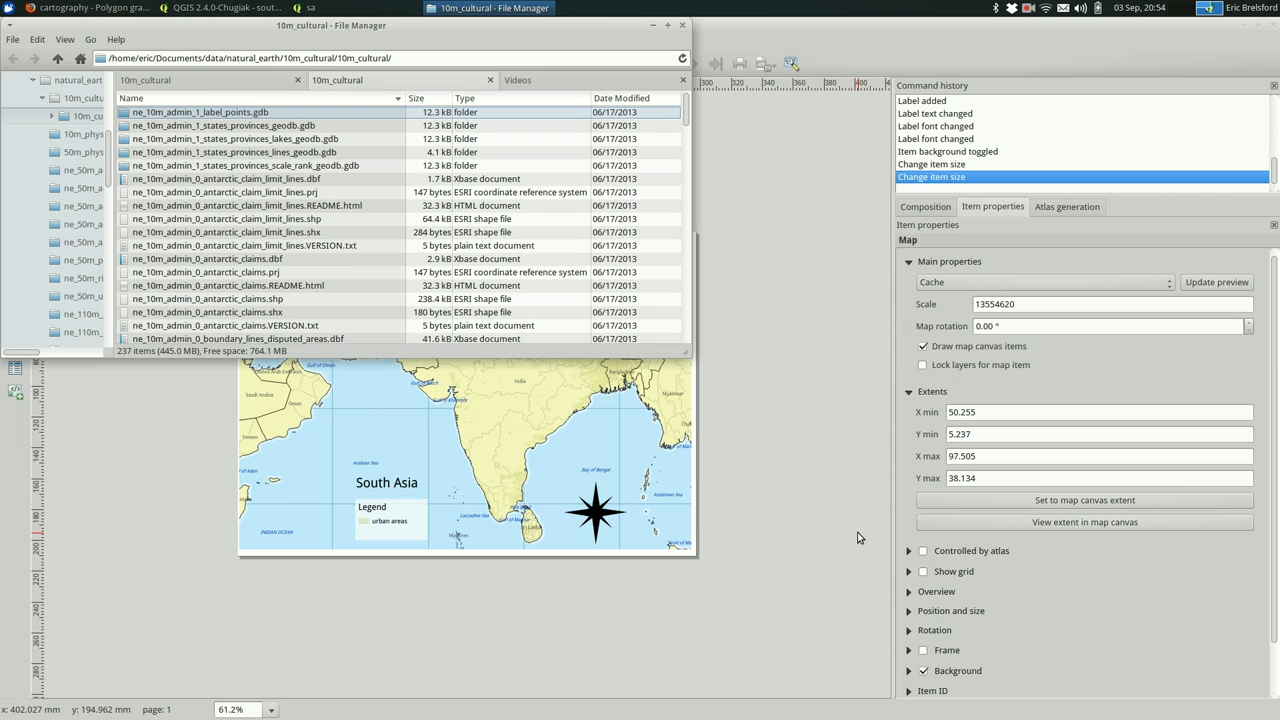 cartography - Polygon gra...
QGIS 2.4.0-Chugiak - sout...
sa
10m_cultural - File Manager
03 Sep, 20:54
Eric Brelsford
10m_cultural - File Manager
File Edit View Go Help
/home/eric/Documents/data/natural_earth/10m_cultural/10m_cultural/
natural_eart
10m_cultu
10m_cu
10m_phys
50m_phys
ne_50m_a
ne_50m_a
ne_50m_a
ne_50m_a
ne_50m_a
ne_50m_p
ne_50m_ri
ne_50m_u
ne_110m_
ne_110m_
10m_cultural 10m_cultural Videos
Name Size Type Date Modified
ne_10m_admin_1_label_points.gdb 12.3 kB folder 06/17/2013
ne_10m_admin_1_states_provinces_geodb.gdb 12.3 kB folder 06/17/2013
ne_10m_admin_1_states_provinces_lakes_geodb.gdb 12.3 kB folder 06/17/2013
ne_10m_admin_1_states_provinces_lines_geodb.gdb 4.1 kB folder 06/17/2013
ne_10m_admin_1_states_provinces_scale_rank_geodb.gdb 12.3 kB folder 06/17/2013
ne_10m_admin_0_antarctic_claim_limit_lines.dbf 1.7 kB Xbase document 06/17/2013
ne_10m_admin_0_antarctic_claim_limit_lines.prj 147 bytes ESRI coordinate reference system 06/17/2013
ne_10m_admin_0_antarctic_claim_limit_lines.README.html 32.3 kB HTML document 06/17/2013
ne_10m_admin_0_antarctic_claim_limit_lines.shp 64.4 kB ESRI shape file 06/17/2013
ne_10m_admin_0_antarctic_claim_limit_lines.shx 284 bytes ESRI shape file 06/17/2013
ne_10m_admin_0_antarctic_claim_limit_lines.VERSION.txt 5 bytes plain text document 06/17/2013
ne_10m_admin_0_antarctic_claims.dbf 2.9 kB Xbase document 06/17/2013
ne_10m_admin_0_antarctic_claims.prj 147 bytes ESRI coordinate reference system 06/17/2013
ne_10m_admin_0_antarctic_claims.README.html 32.3 kB HTML document 06/17/2013
ne_10m_admin_0_antarctic_claims.shp 238.4 kB ESRI shape file 06/17/2013
ne_10m_admin_0_antarctic_claims.shx 180 bytes ESRI shape file 06/17/2013
ne_10m_admin_0_antarctic_claims.VERSION.txt 5 bytes plain text document 06/17/2013
ne_10m_admin_0_boundary_lines_disputed_areas.dbf 41.6 kB Xbase document 06/17/2013
237 items (445.0 MB), Free space: 764.1 MB
300 320 340 360 380 400
Command history
Label added
Label text changed
Label font changed
Label font changed
Item background toggled
Change item size
Change item size
Composition Item properties Atlas generation
Item properties
Map
Main properties
Cache Update preview
Scale 13554620
Map rotation 0.00 °
Draw map canvas items
Lock layers for map item
Extents
X min 50.255
Y min 5.237
X max 97.505
Y max 38.134
Set to map canvas extent
View extent in map canvas
Controlled by atlas
Show grid
Overview
Position and size
Rotation
Frame
Background
Item ID
Saudi Arabia
Oman
Yemen
India
Bangladesh
Myanmar
Arabian Sea
Bay of Bengal
Andaman Sea
Laccadive Sea
Maldives
INDIAN OCEAN
South Asia
Legend
urban areas
x: 402.027 mm y: 194.962 mm page: 1 61.2%